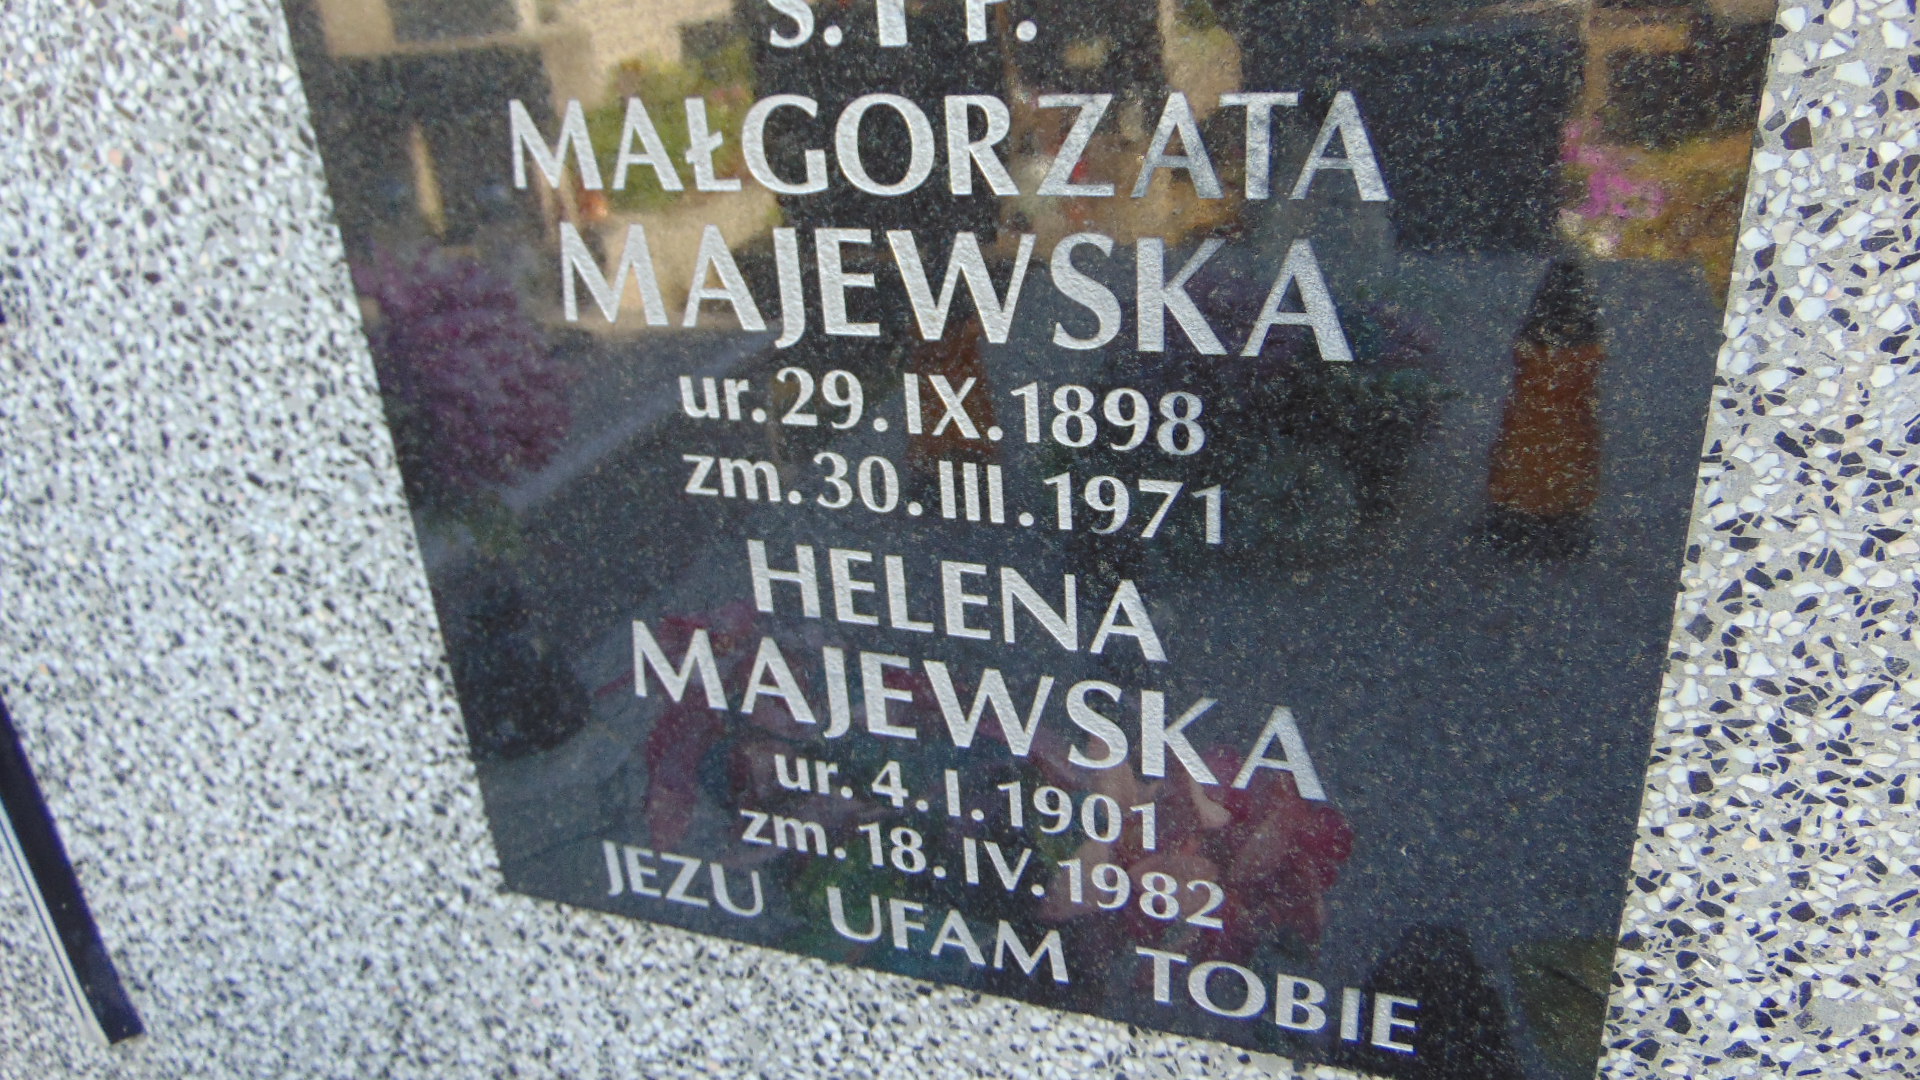 Ś. † P.
MAŁGORZATA
MAJEWSKA
ur. 29. IX. 1898
zm. 30. III. 1971
HELENA
MAJEWSKA
ur. 4. I. 1901
zm. 18. IV. 1982
JEZU UFAM TOBIE